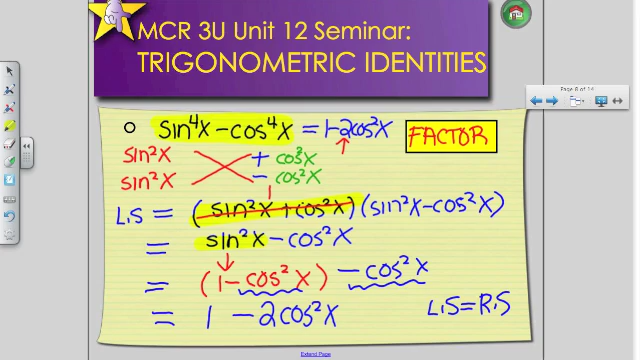 MCR 3U Unit 12 Seminar:
TRIGONOMETRIC IDENTITIES
Page 8 of 14
sin⁴x - cos⁴x = 1-2cos²x
FACTOR
sin²x + cos²x
sin²x - cos²x
L.S = (sin²x + cos²x) (sin²x - cos²x)
= sin²x - cos²x
= (1 - cos²x) - cos²x
= 1 - 2cos²x
L.S = R.S
Extend Page